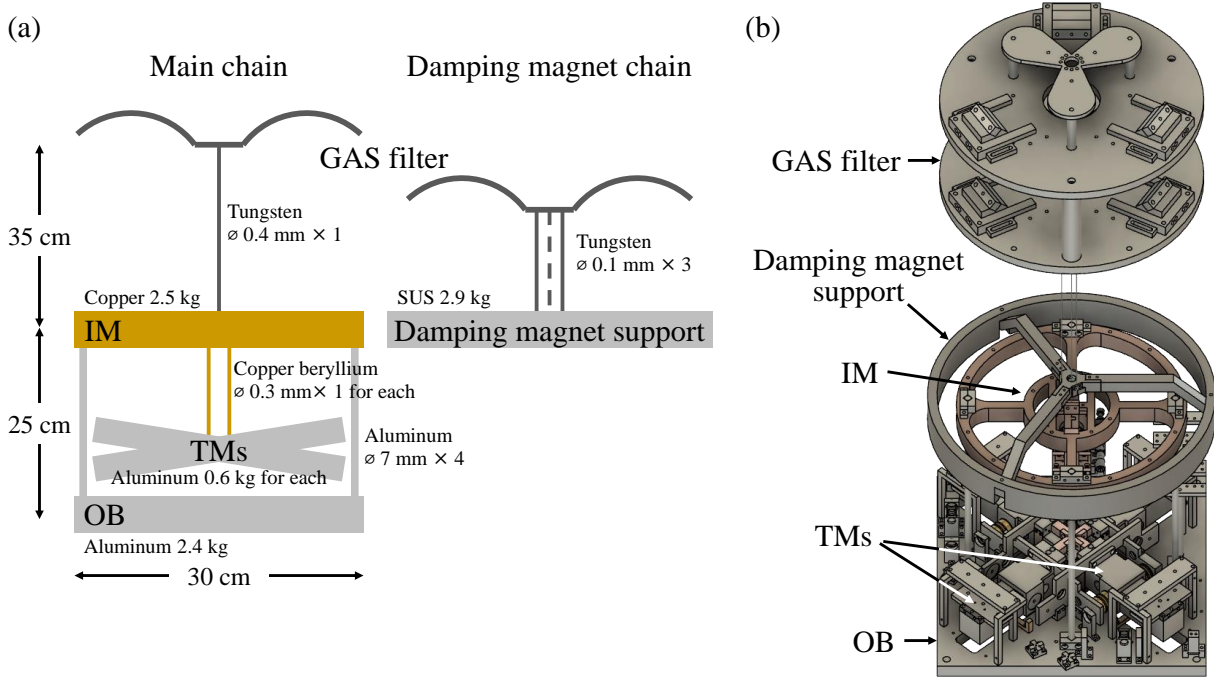 (a)
Main chain
Damping magnet chain
GAS filter
35 cm
Tungsten
⌀ 0.4 mm × 1
Tungsten
⌀ 0.1 mm × 3
Copper 2.5 kg
SUS 2.9 kg
IM
Damping magnet support
25 cm
Copper beryllium
⌀ 0.3 mm× 1 for each
TMs
Aluminum 0.6 kg for each
Aluminum
⌀ 7 mm × 4
OB
Aluminum 2.4 kg
30 cm
(b)
GAS filter
Damping magnet
support
IM
TMs
OB